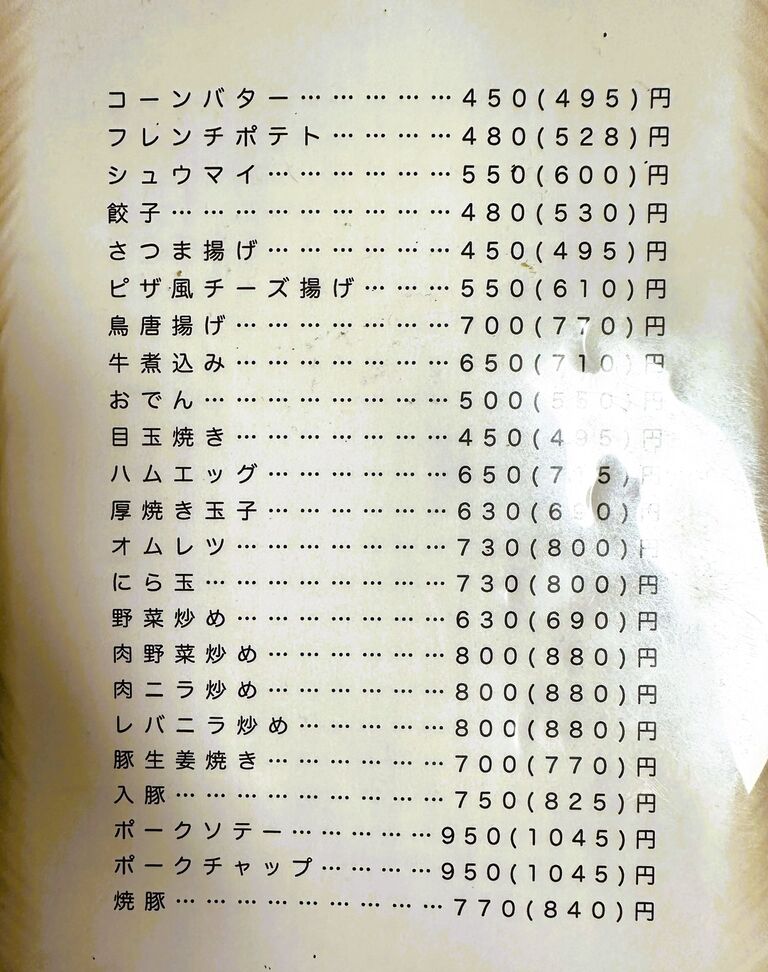 コーンバター……………450(495)円
フレンチポテト…………480(528)円
シュウマイ………………550(600)円
餃子………………………480(530)円
さつま揚げ………………450(495)円
ピザ風チーズ揚げ………550(610)円
鳥唐揚げ…………………700(770)円
牛煮込み…………………650(710)円
おでん……………………500(550)円
目玉焼き…………………450(495)円
ハムエッグ………………650(715)円
厚焼き玉子………………630(690)円
オムレツ…………………730(800)円
にら玉……………………730(800)円
野菜炒め…………………630(690)円
肉野菜炒め………………800(880)円
肉ニラ炒め………………800(880)円
レバニラ炒め……………800(880)円
豚生姜焼き………………700(770)円
入豚………………………750(825)円
ポークソテー……………950(1045)円
ポークチャップ…………950(1045)円
焼豚………………………770(840)円